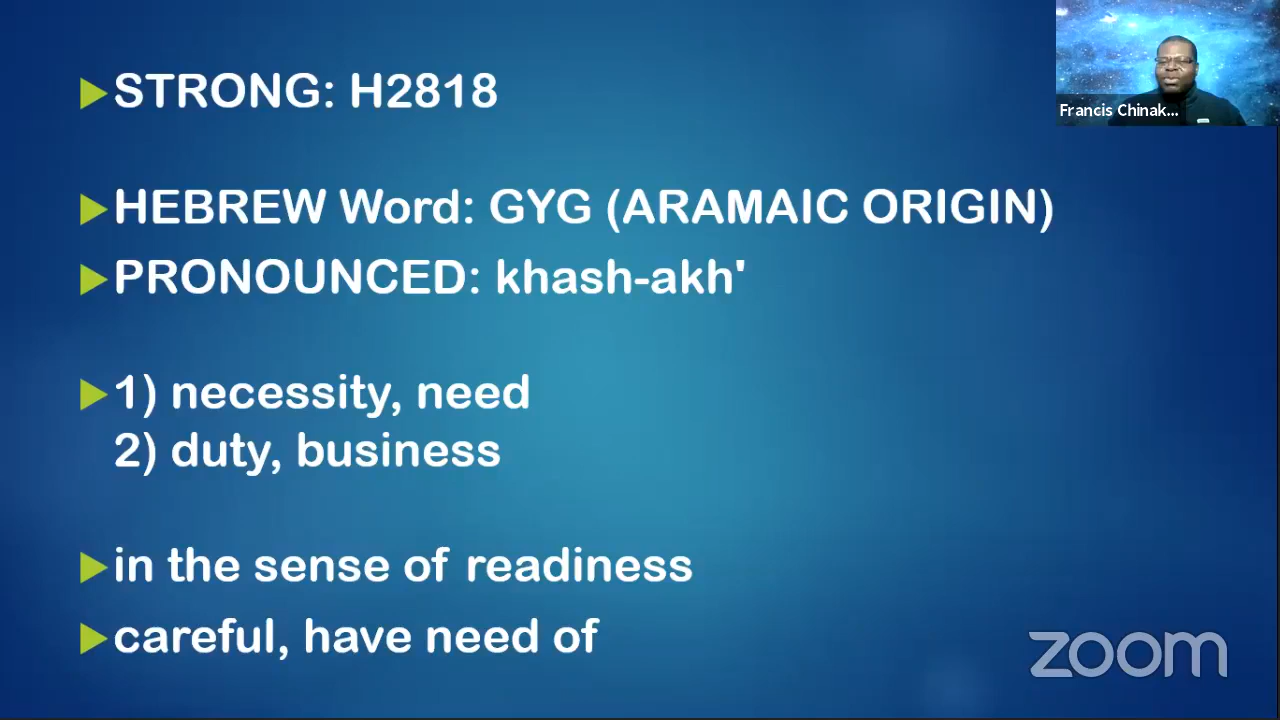 STRONG: H2818
Francis Chinak...
HEBREW Word: GYG (ARAMAIC ORIGIN)
PRONOUNCED: khash-akh'
1) necessity, need
2) duty, business
in the sense of readiness
careful, have need of
zoom